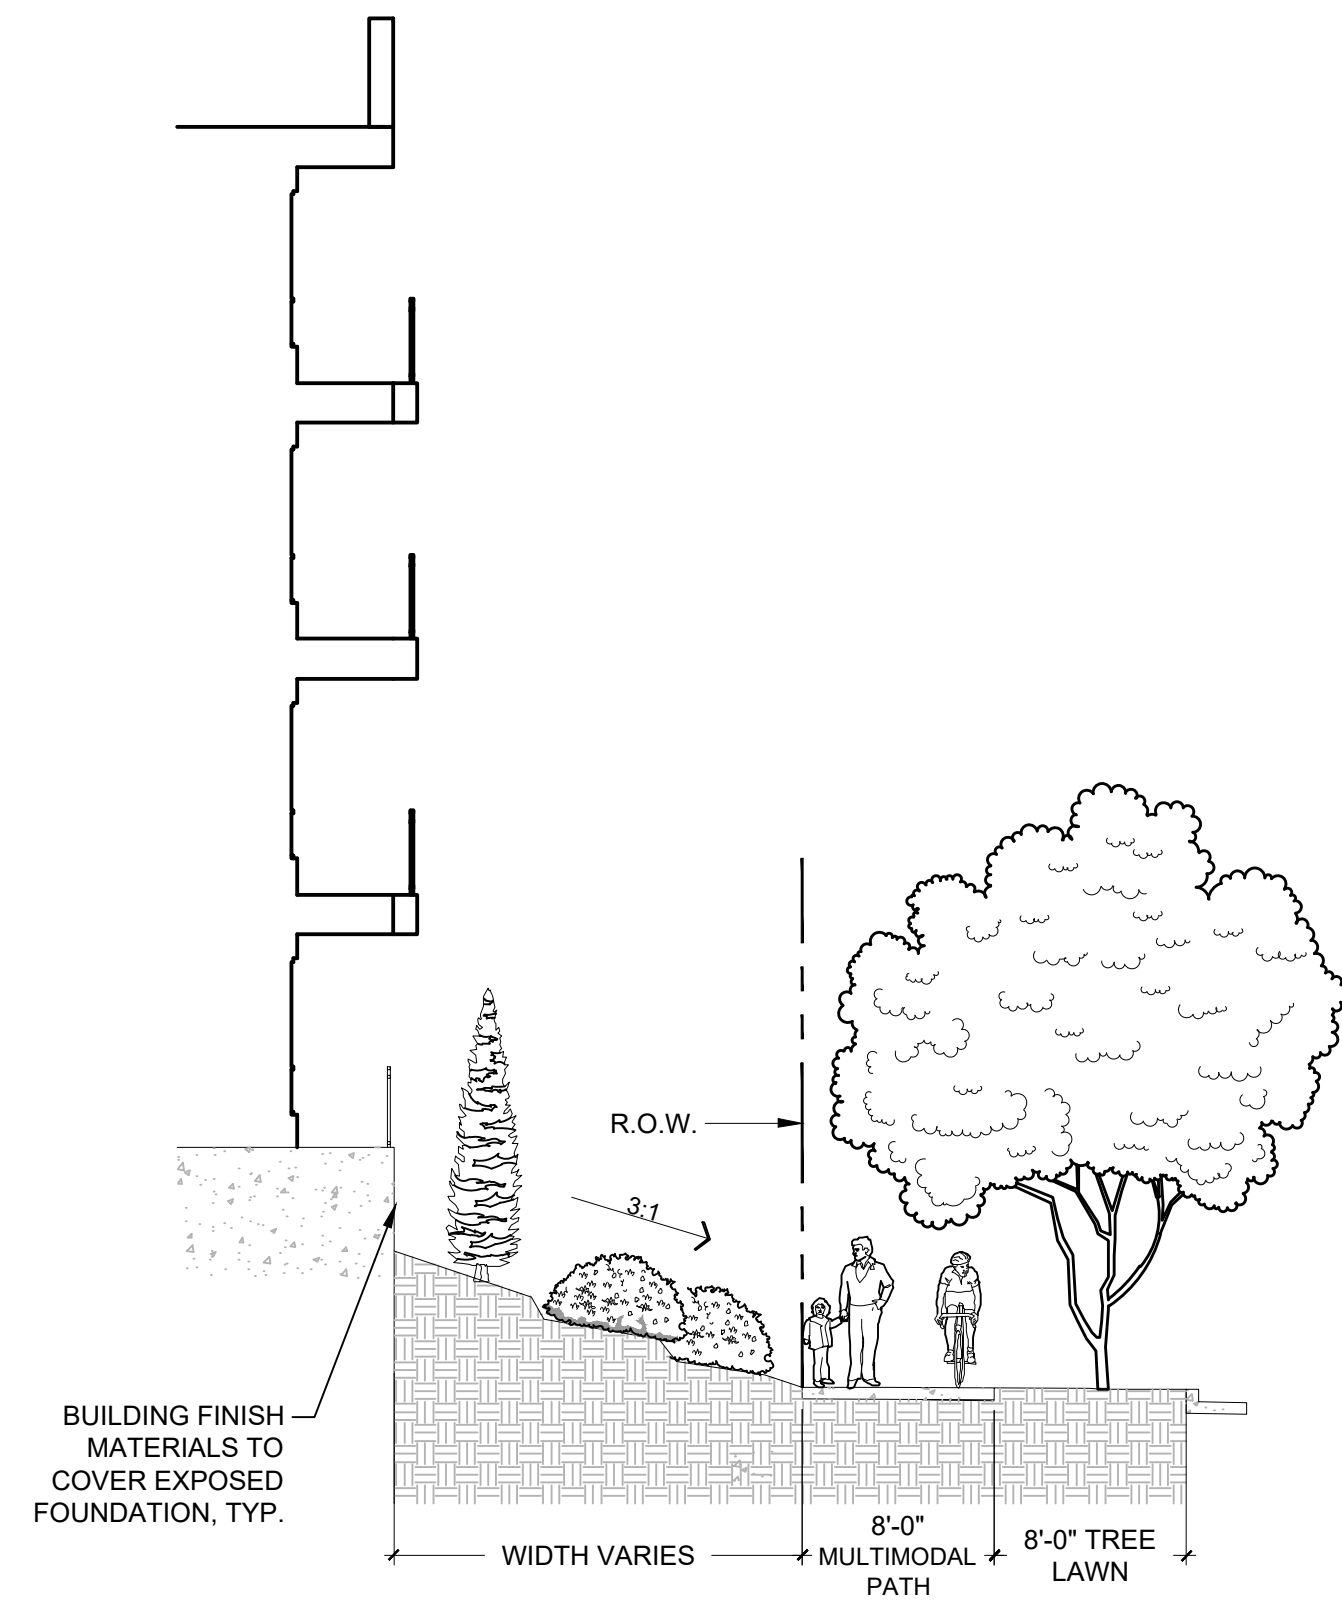 R.O.W.
3:1
BUILDING FINISH
MATERIALS TO
COVER EXPOSED
FOUNDATION, TYP.
WIDTH VARIES
8'-0"
MULTIMODAL
PATH
8'-0" TREE
LAWN